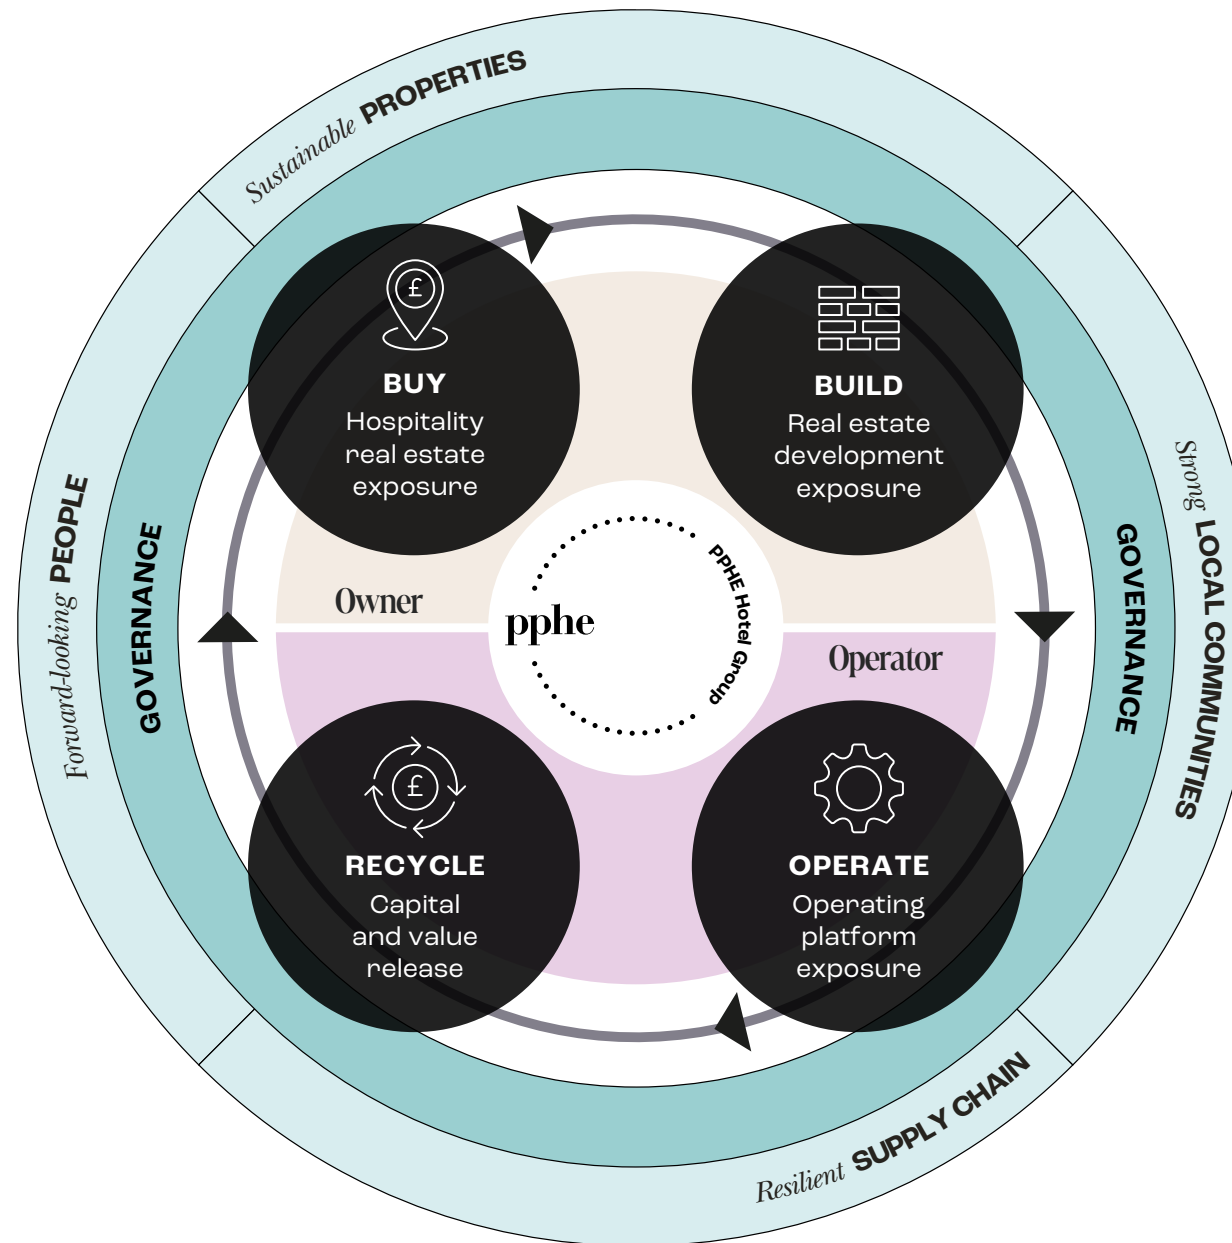 Sustainable PROPERTIES
£
BUY
Hospitality
real estate
exposure
BUILD
Real estate
development
exposure
Forward-looking PEOPLE
GOVERNANCE
Owner
pphe
PPHE Hotel Group
Operator
GOVERNANCE
Strong LOCAL COMMUNITIES
£
RECYCLE
Capital
and value
release
OPERATE
Operating
platform
exposure
Resilient SUPPLY CHAIN